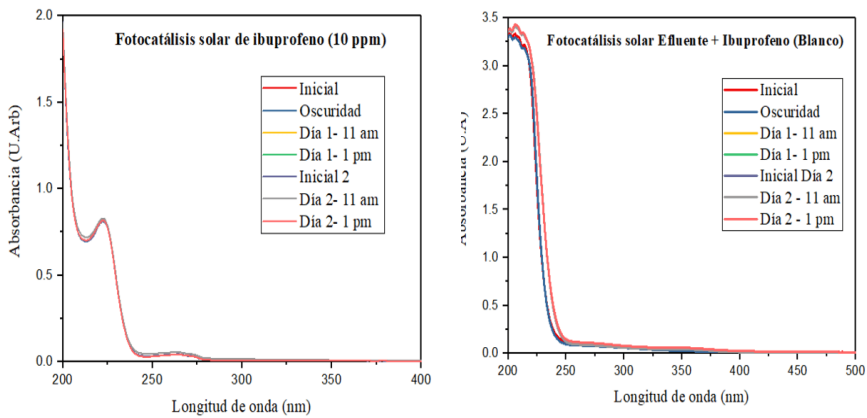 Fotocatálisis solar de ibuprofeno (10 ppm)
Inicial
Oscuridad
Día 1- 11 am
Día 1- 1 pm
Inicial 2
Día 2- 11 am
Día 2- 1 pm
Absorbancia (U.Arb)
2.0
1.5
1.0
0.5
0.0
200
250
300
350
400
Longitud de onda (nm)
Fotocatálisis solar Efluente + Ibuprofeno (Blanco)
Inicial
Oscuridad
Día 1- 11 am
Día 1- 1 pm
Inicial Día 2
Día 2 - 11 am
Día 2 - 1 pm
Absorbancia (U.A)
3.5
3.0
2.5
2.0
1.5
1.0
0.5
0.0
200
250
300
350
400
450
500
Longitud de onda (nm)